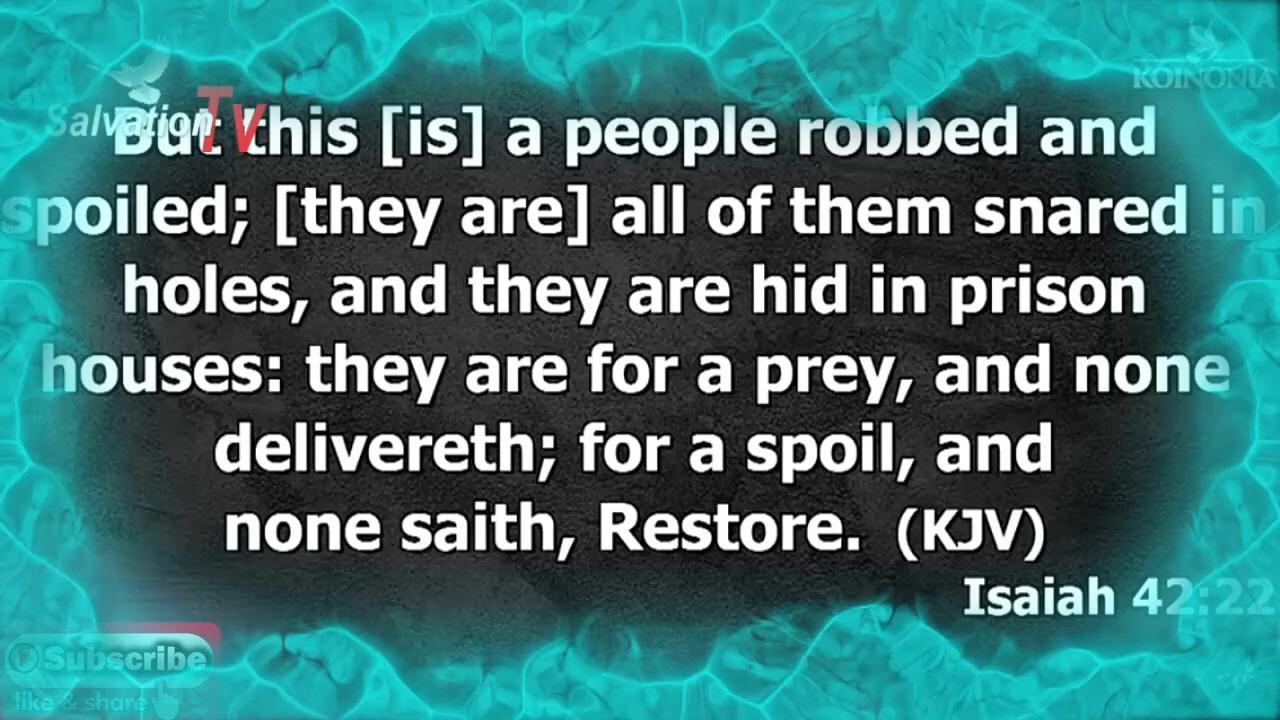 Salvation TV
KOINONIA
But this [is] a people robbed and
spoiled; [they are] all of them snared in
holes, and they are hid in prison
houses: they are for a prey, and none
delivereth; for a spoil, and
none saith, Restore. (KJV)
Isaiah 42:22
Subscribe
like & share